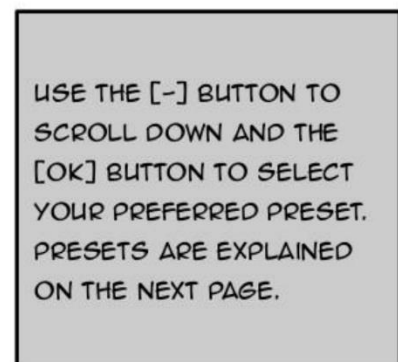 USE THE [-] BUTTON TO
SCROLL DOWN AND THE
[OK] BUTTON TO SELECT
YOUR PREFERRED PRESET.
PRESETS ARE EXPLAINED
ON THE NEXT PAGE.